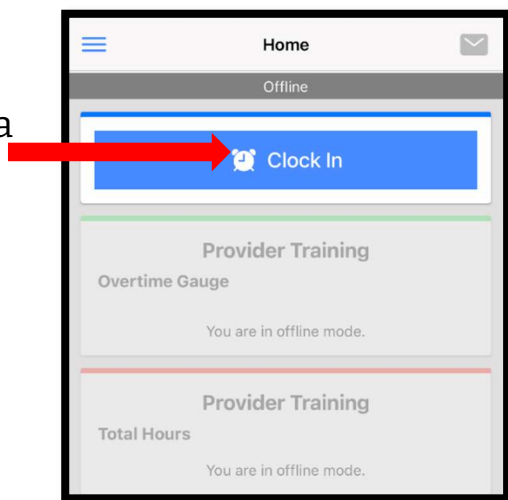 Home
Offline
a
Clock In
Provider Training
Overtime Gauge
You are in offline mode.
Provider Training
Total Hours
You are in offline mode.